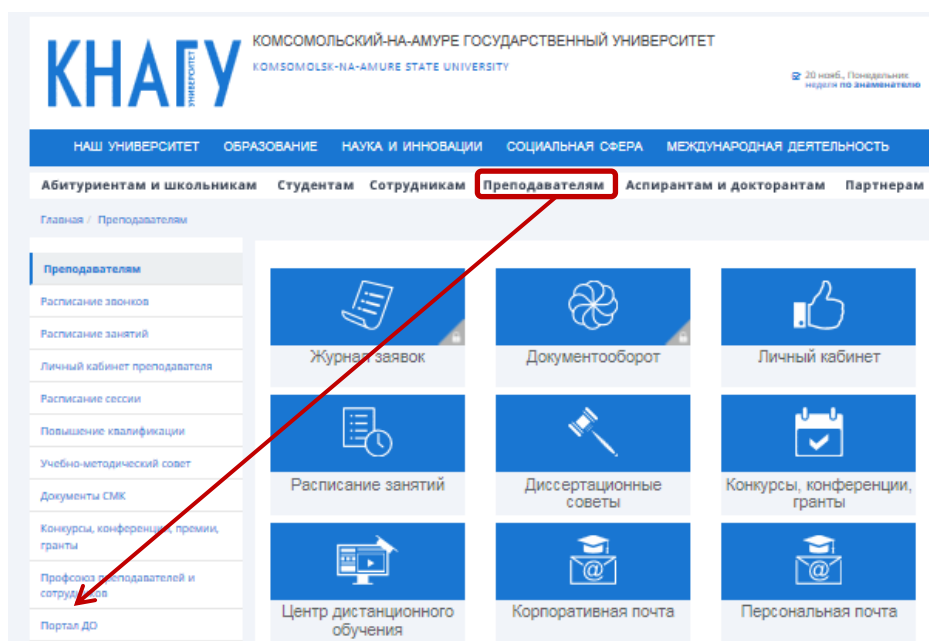 КНАГУ
УНИВЕРСИТЕТ
КОМСОМОЛЬСКИЙ-НА-АМУРЕ ГОСУДАРСТВЕННЫЙ УНИВЕРСИТЕТ
KOMSOMOLSK-NA-AMURE STATE UNIVERSITY
20 нояб., Понедельник
неделя по знаменателю
НАШ УНИВЕРСИТЕТ ОБРАЗОВАНИЕ НАУКА И ИННОВАЦИИ СОЦИАЛЬНАЯ СФЕРА МЕЖДУНАРОДНАЯ ДЕЯТЕЛЬНОСТЬ
Абитуриентам и школьникам Студентам Сотрудникам Преподавателям Аспирантам и докторантам Партнерам
Главная / Преподавателям
Преподавателям
Расписание звонков
Расписание занятий
Личный кабинет преподавателя
Расписание сессии
Повышение квалификации
Учебно-методический совет
Документы СМК
Конкурсы, конференции, премии,
гранты
Профсоюз преподавателей и
сотрудников
Портал ДО
Журнал заявок
Документооборот
Личный кабинет
Расписание занятий
Диссертационные
советы
Конкурсы, конференции,
гранты
Центр дистанционного
обучения
Корпоративная почта
Персональная почта